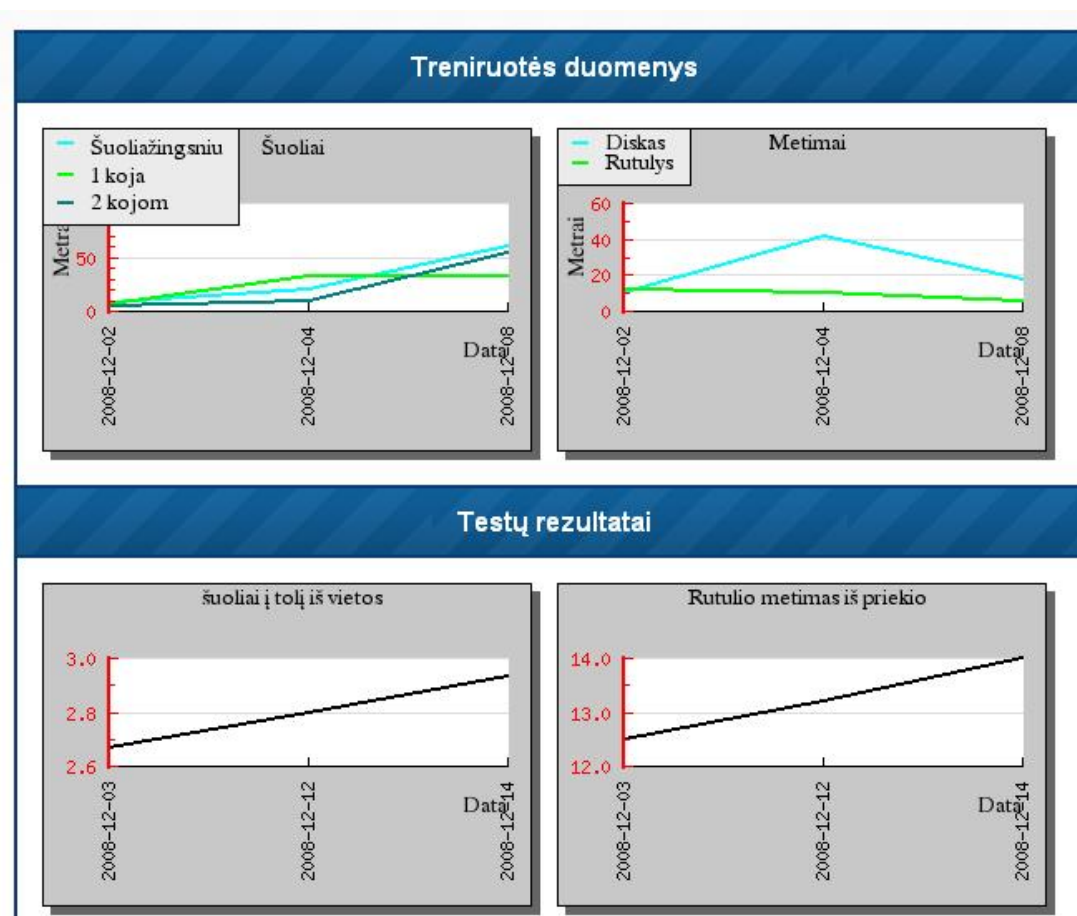 Treniruotės duomenys
Šuoliažingsniu
1 koja
2 kojom
Šuoliai
50
0
2008-12-02
2008-12-04
2008-12-08
Data
Diskas
Rutulys
Metimai
Metrai
60
40
20
0
2008-12-02
2008-12-04
2008-12-08
Data
Testų rezultatai
šuoliai į tolį iš vietos
3.0
2.8
2.6
2008-12-03
2008-12-12
2008-12-14
Data
Rutulio metimas iš priekio
14.0
13.0
12.0
2008-12-03
2008-12-12
2008-12-14
Data